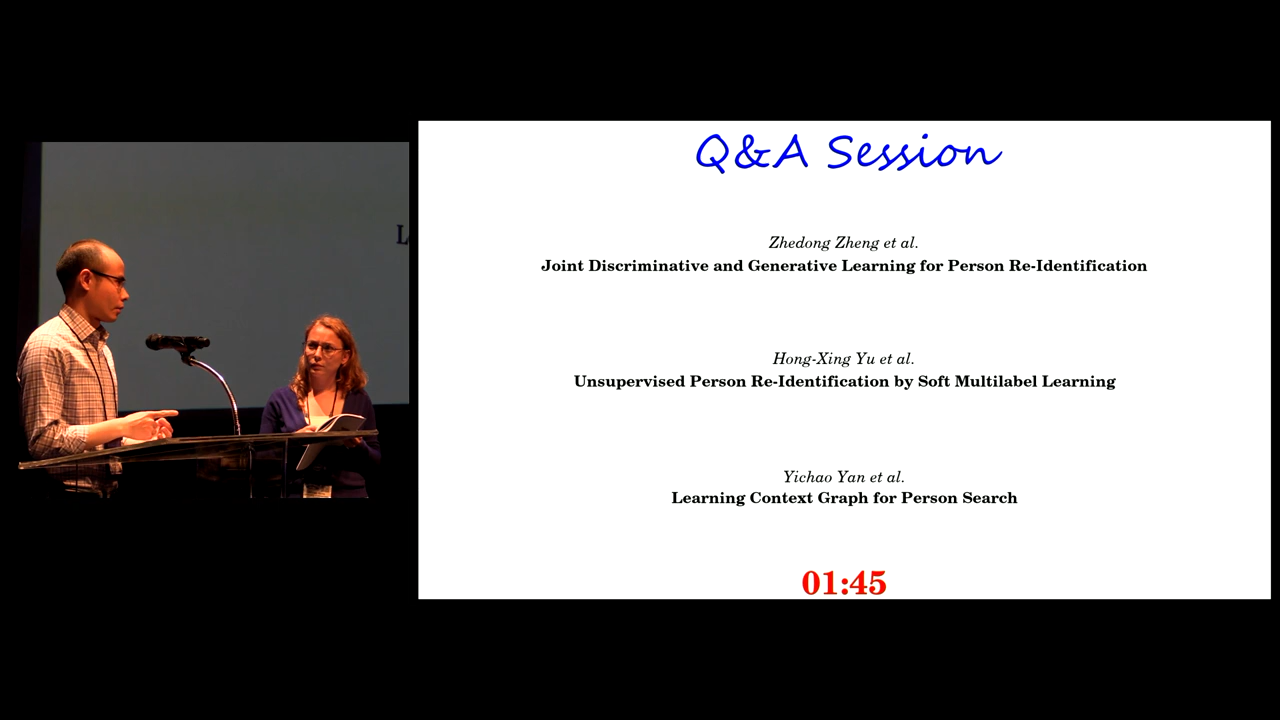 Q&A Session
Zhedong Zheng et al.
Joint Discriminative and Generative Learning for Person Re-Identification
Hong-Xing Yu et al.
Unsupervised Person Re-Identification by Soft Multilabel Learning
Yichao Yan et al.
Learning Context Graph for Person Search
01:45